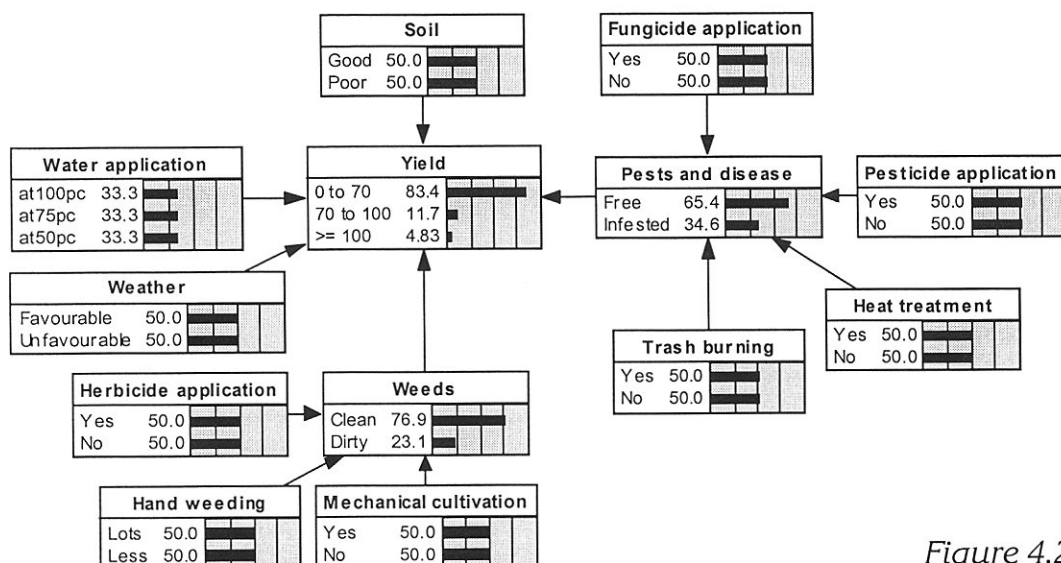 Soil
Good 50.0
Poor 50.0
Fungicide application
Yes 50.0
No 50.0
Water application
at100pc 33.3
at75pc 33.3
at50pc 33.3
Yield
0 to 70 83.4
70 to 100 11.7
>= 100 4.83
Pests and disease
Free 65.4
Infested 34.6
Pesticide application
Yes 50.0
No 50.0
Weather
Favourable 50.0
Unfavourable 50.0
Heat treatment
Yes 50.0
No 50.0
Trash burning
Yes 50.0
No 50.0
Herbicide application
Yes 50.0
No 50.0
Weeds
Clean 76.9
Dirty 23.1
Hand weeding
Lots 50.0
Less 50.0
Mechanical cultivation
Yes 50.0
No 50.0
Figure 4.2